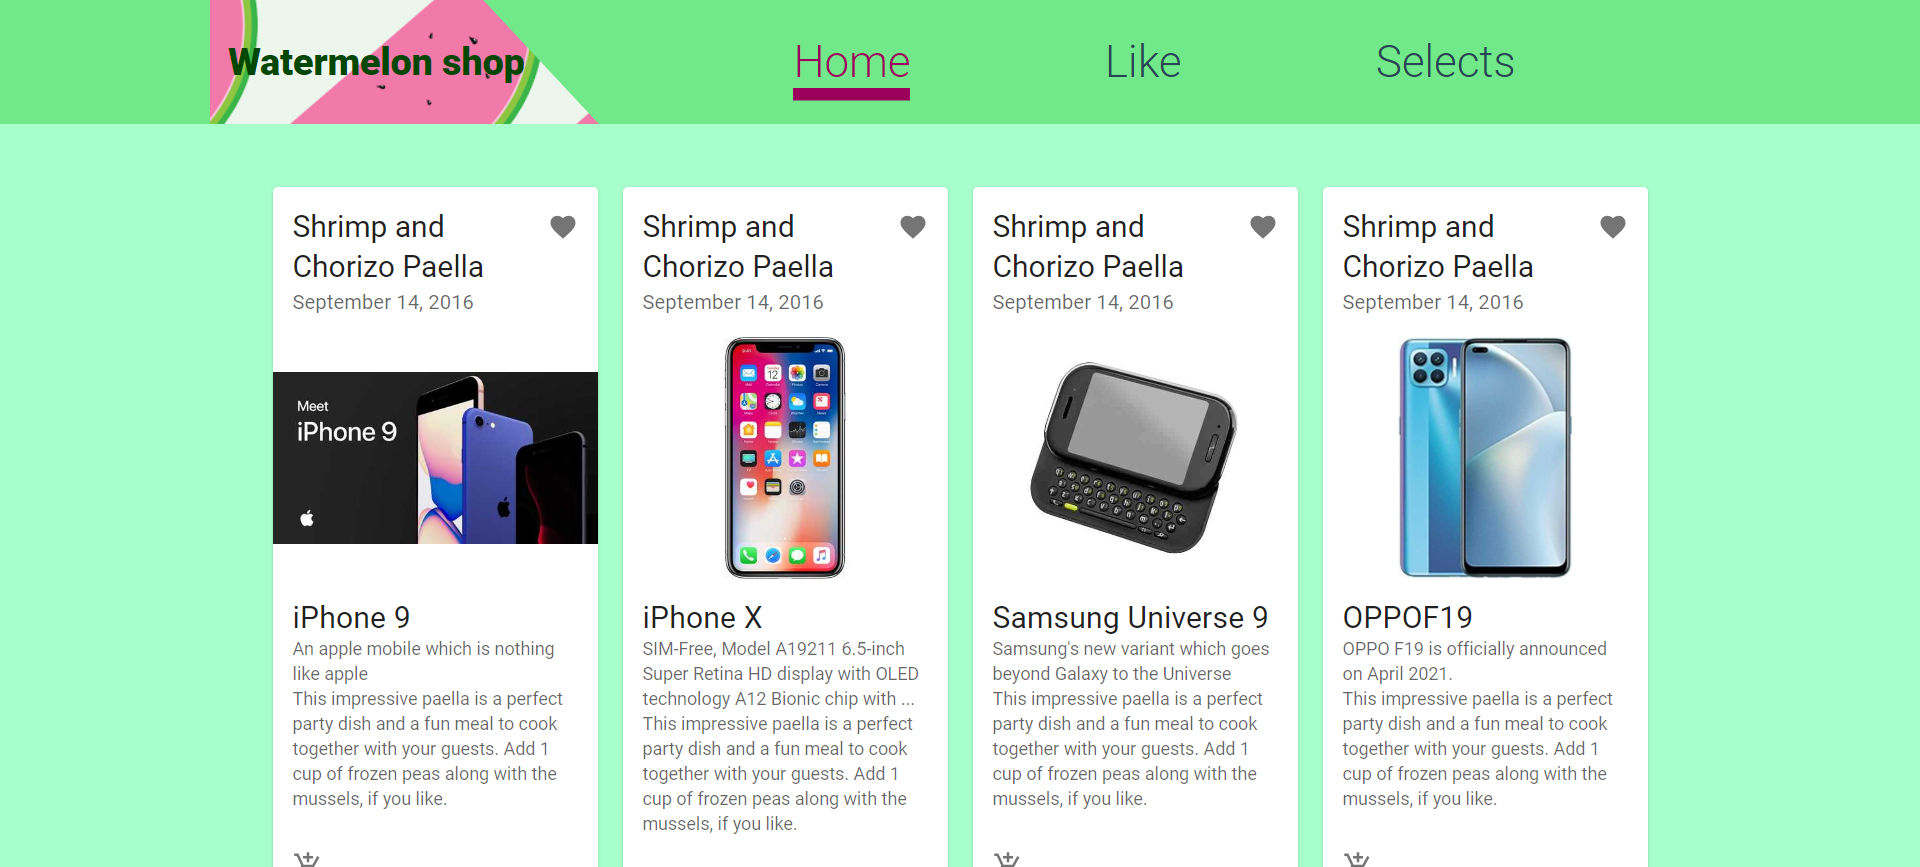 Watermelon shop
Home
Like
Selects
Shrimp and
Chorizo Paella
September 14, 2016
Meet
iPhone 9
iPhone 9
An apple mobile which is nothing
like apple
This impressive paella is a perfect
party dish and a fun meal to cook
together with your guests. Add 1
cup of frozen peas along with the
mussels, if you like.
Shrimp and
Chorizo Paella
September 14, 2016
iPhone X
SIM-Free, Model A19211 6.5-inch
Super Retina HD display with OLED
technology A12 Bionic chip with ...
This impressive paella is a perfect
party dish and a fun meal to cook
together with your guests. Add 1
cup of frozen peas along with the
mussels, if you like.
Shrimp and
Chorizo Paella
September 14, 2016
Samsung Universe 9
Samsung's new variant which goes
beyond Galaxy to the Universe
This impressive paella is a perfect
party dish and a fun meal to cook
together with your guests. Add 1
cup of frozen peas along with the
mussels, if you like.
Shrimp and
Chorizo Paella
September 14, 2016
OPPOF19
OPPO F19 is officially announced
on April 2021.
This impressive paella is a perfect
party dish and a fun meal to cook
together with your guests. Add 1
cup of frozen peas along with the
mussels, if you like.